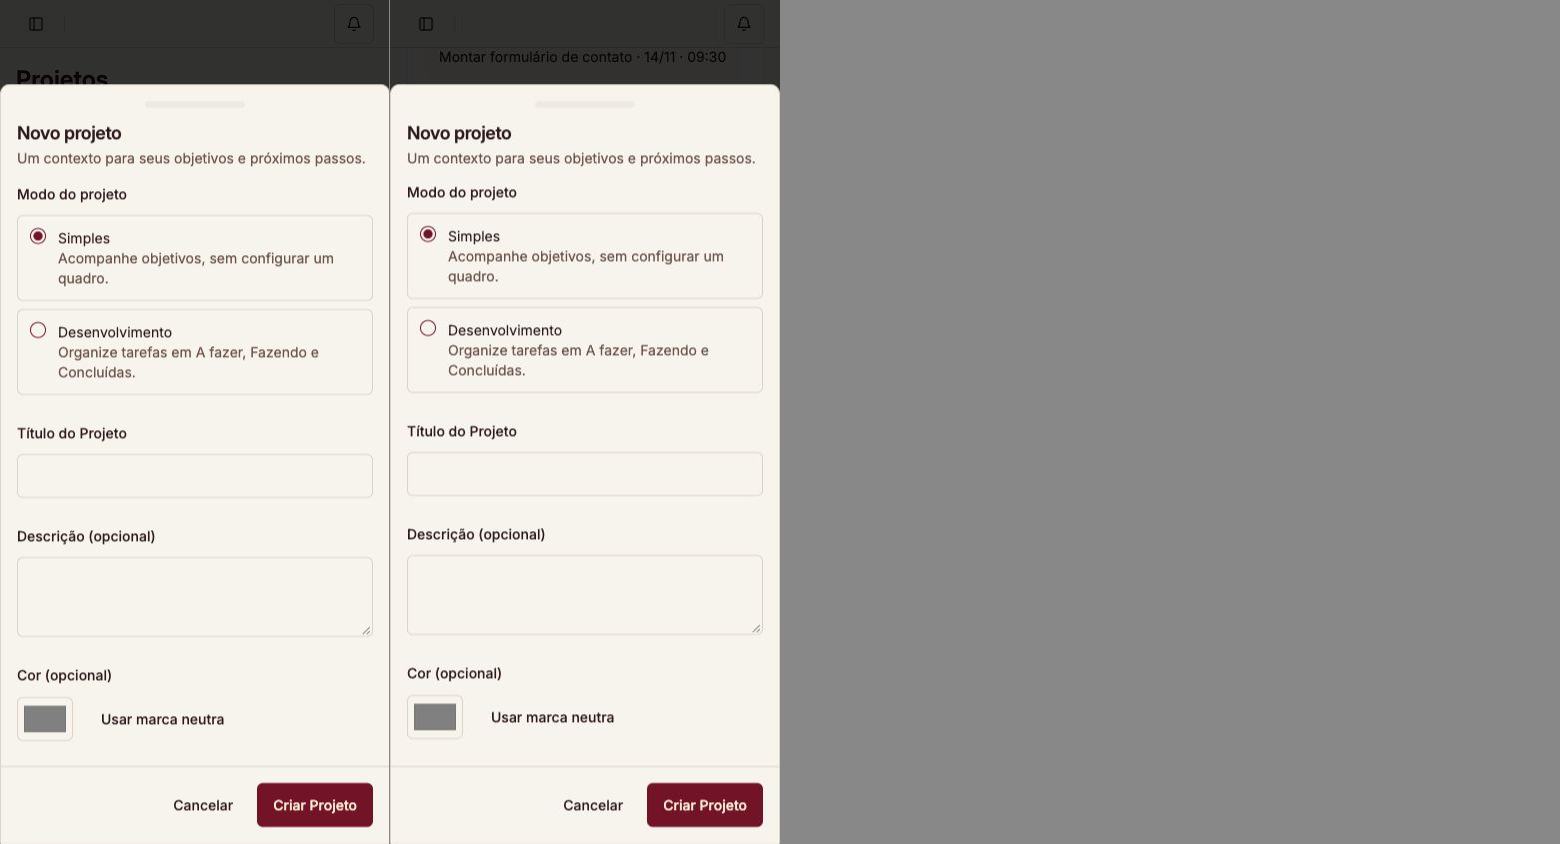 Projetos
Novo projeto
Um contexto para seus objetivos e próximos passos.
Modo do projeto
Simples
Acompanhe objetivos, sem configurar um
quadro.
Desenvolvimento
Organize tarefas em A fazer, Fazendo e
Concluídas.
Título do Projeto
Descrição (opcional)
Cor (opcional)
Usar marca neutra
Cancelar
Criar Projeto
Montar formulário de contato · 14/11 · 09:30
Novo projeto
Um contexto para seus objetivos e próximos passos.
Modo do projeto
Simples
Acompanhe objetivos, sem configurar um
quadro.
Desenvolvimento
Organize tarefas em A fazer, Fazendo e
Concluídas.
Título do Projeto
Descrição (opcional)
Cor (opcional)
Usar marca neutra
Cancelar
Criar Projeto